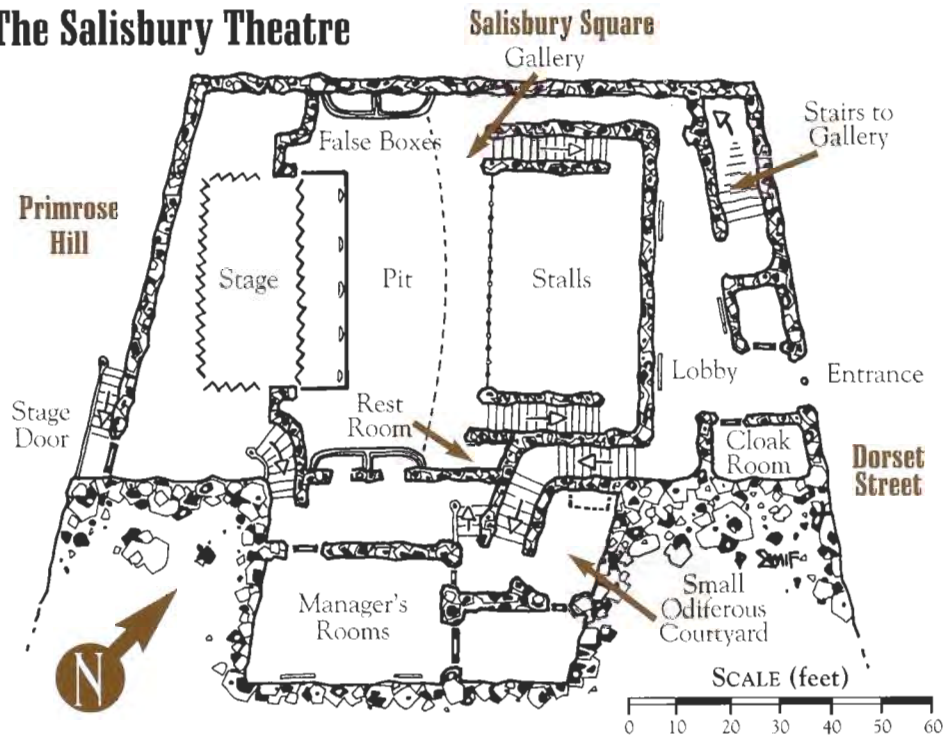 The Salisbury Theatre
Salisbury Square
Gallery
Stairs to
Gallery
False Boxes
Primrose
Hill
Stage
Pit
Stalls
Lobby
Entrance
Stage
Door
Rest
Room
Cloak
Room
Dorset
Street
Manager's
Rooms
Small
Odiferous
Courtyard
N
SCALE (feet)
0 10 20 30 40 50 60